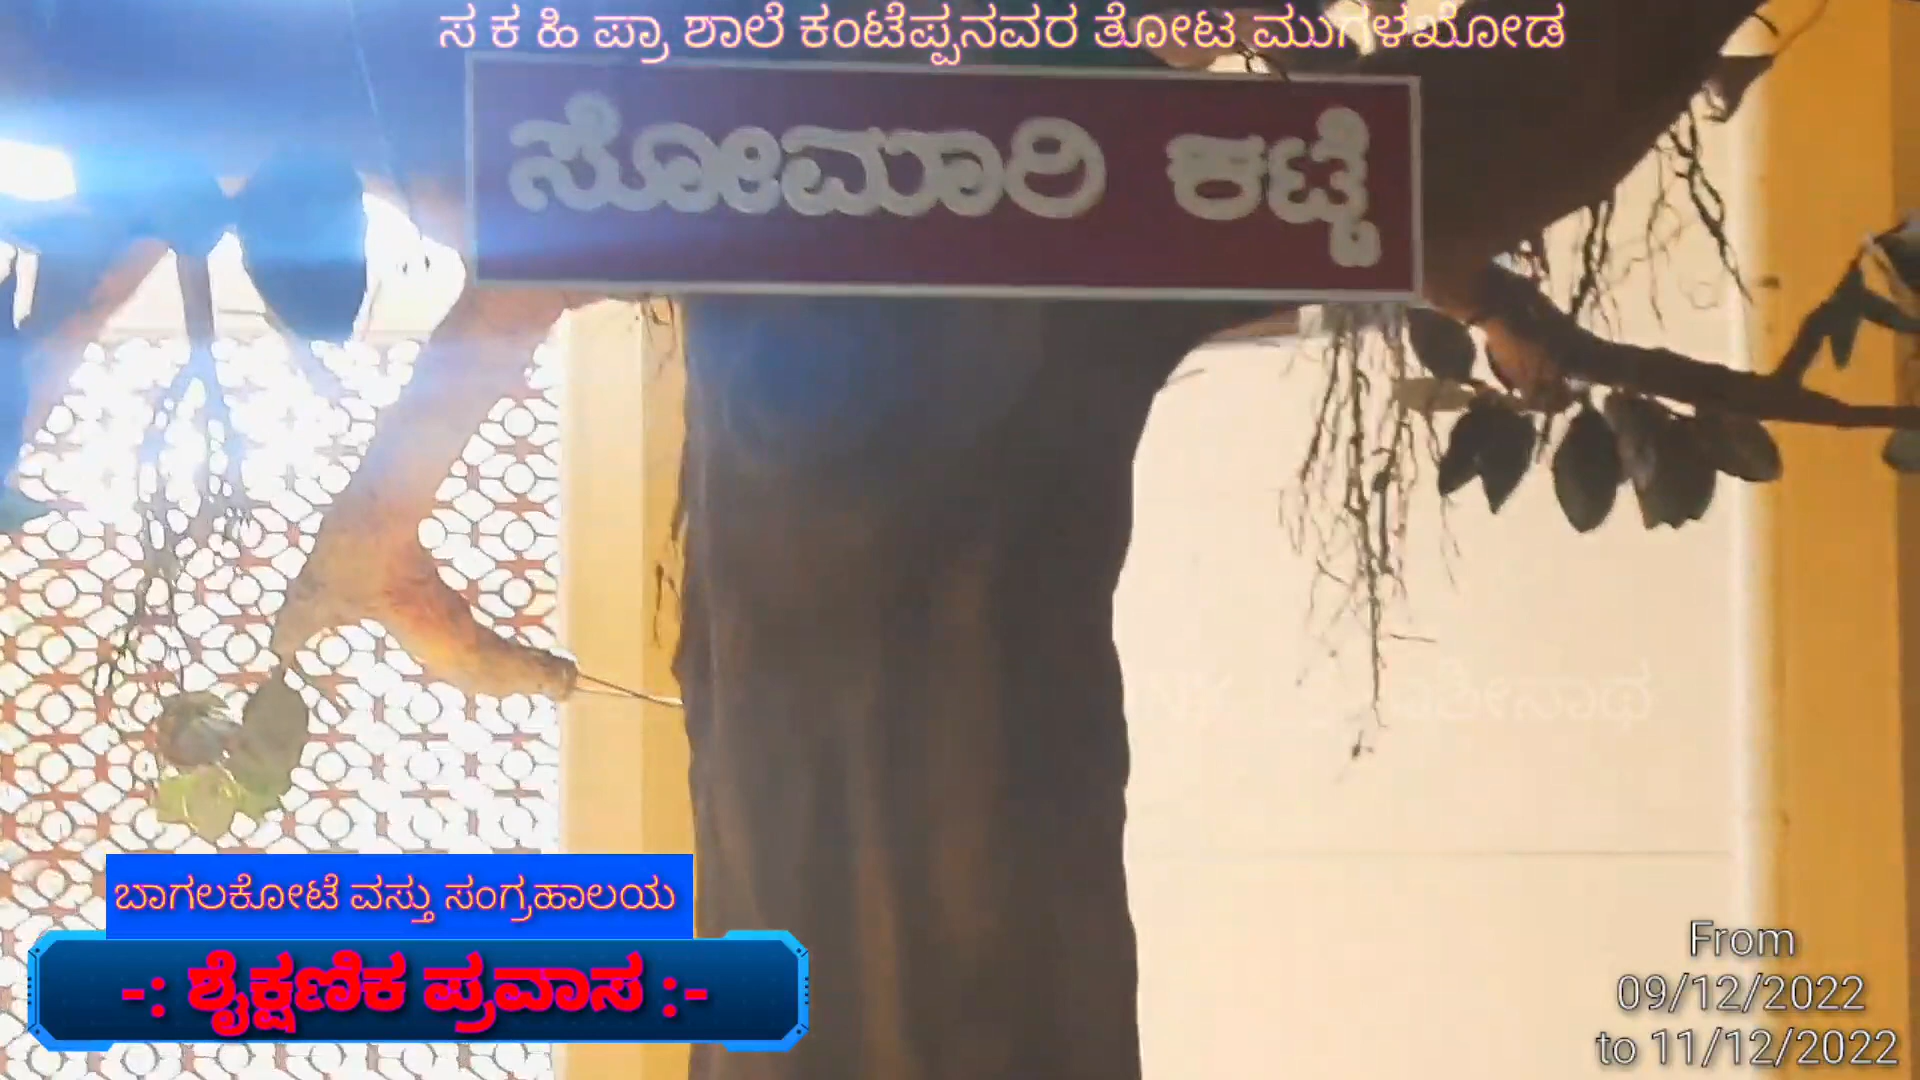 ಸ ಕ ಹಿ ಪ್ರಾ ಶಾಲೆ ಕಂಟೆಪ್ಪನವರ ತೋಟ ಮುಗಳಖೋಡ
ಸೋಮಾರಿ ಕಟ್ಟೆ
ಬಾಗಲಕೋಟೆ ವಸ್ತು ಸಂಗ್ರಹಾಲಯ
-: ಶೈಕ್ಷಣಿಕ ಪ್ರವಾಸ :-
From
09/12/2022
to 11/12/2022